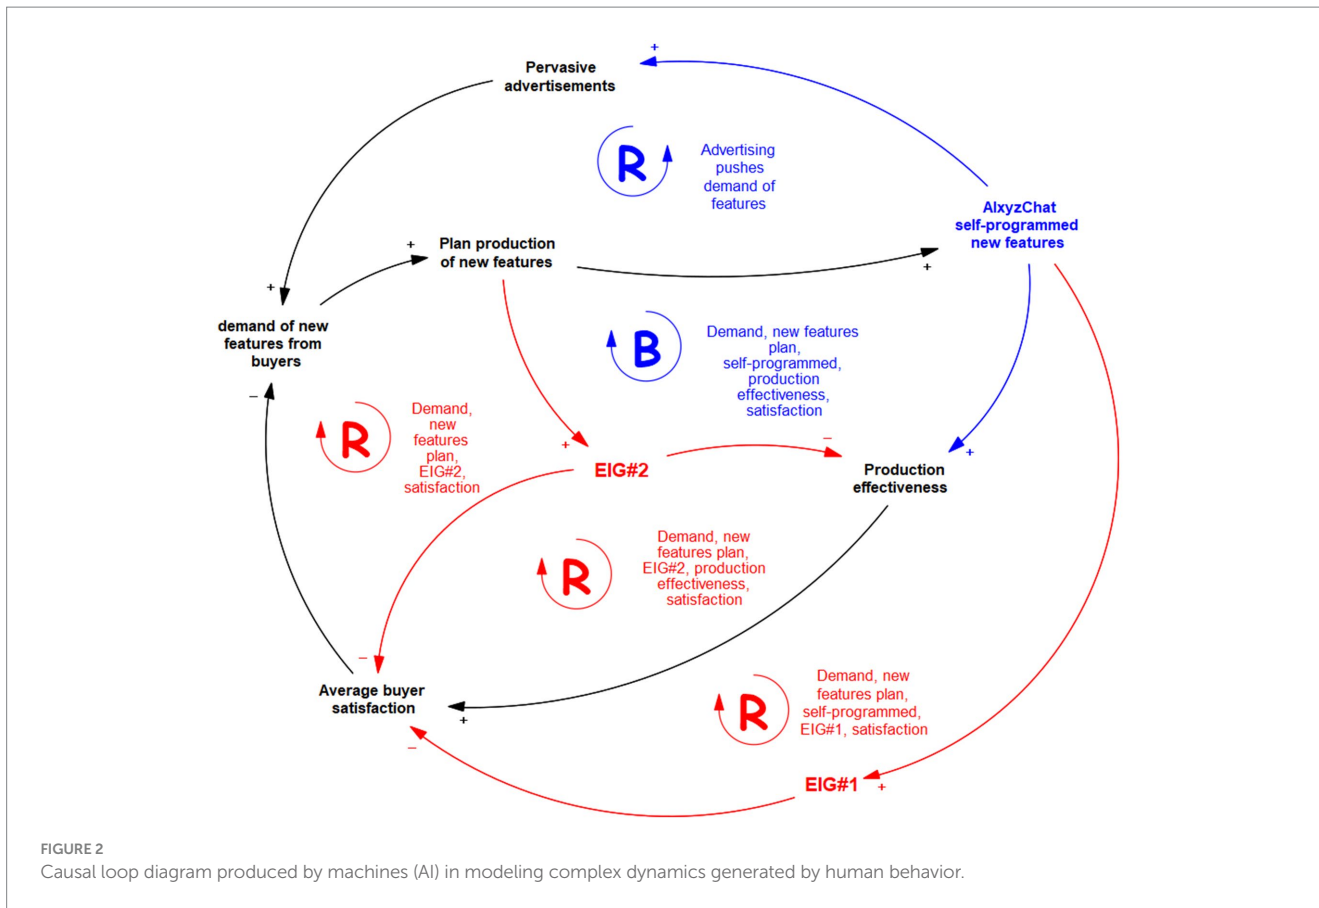 +
Pervasive
advertisements
R
Advertising
pushes
demand of
features
AIxyzChat
self-programmed
new features
+
Plan production
of new features
+
+
demand of new
features from
buyers
B
Demand, new features
plan,
self-programmed,
production
effectiveness,
satisfaction
–
R
Demand,
new
features
plan,
EIG#2,
satisfaction
+
EIG#2
–
+
Production
effectiveness
R
Demand, new
features plan,
EIG#2, production
effectiveness,
satisfaction
–
Average buyer
satisfaction
+
–
R
Demand, new
features plan,
self-programmed,
EIG#1, satisfaction
EIG#1
+
FIGURE 2
Causal loop diagram produced by machines (AI) in modeling complex dynamics generated by human behavior.